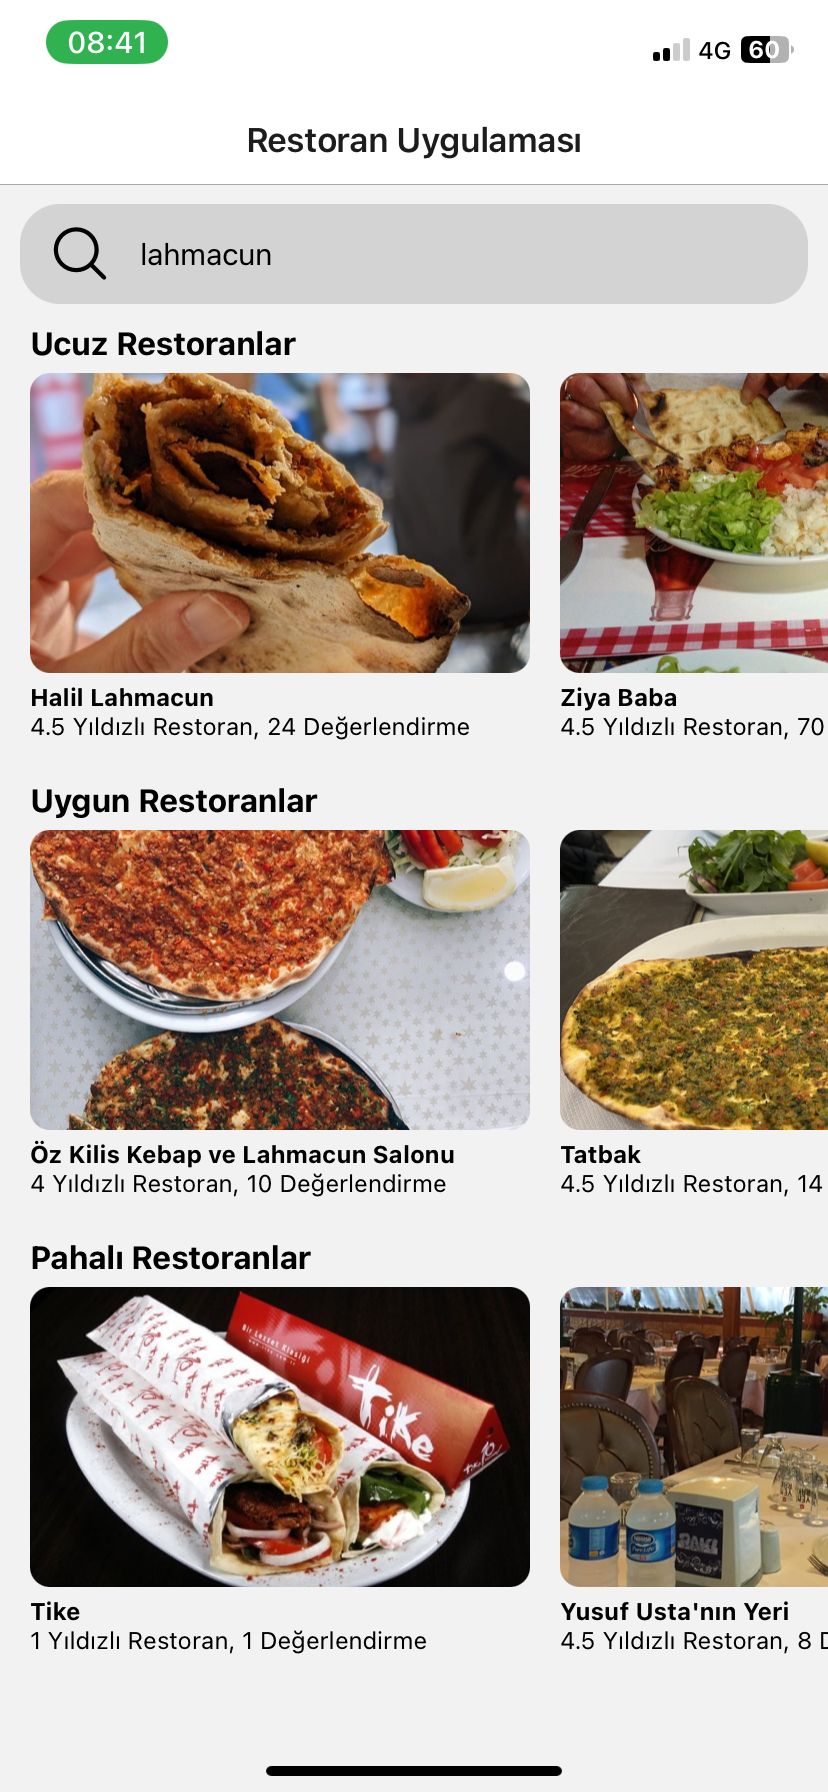 08:41
4G 60
Restoran Uygulaması
lahmacun
Ucuz Restoranlar
Halil Lahmacun
4.5 Yıldızlı Restoran, 24 Değerlendirme
Ziya Baba
4.5 Yıldızlı Restoran, 70
Uygun Restoranlar
Öz Kilis Kebap ve Lahmacun Salonu
4 Yıldızlı Restoran, 10 Değerlendirme
Tatbak
4.5 Yıldızlı Restoran, 14
Pahalı Restoranlar
Bir Lezzet Klasiği
tike
Tike
1 Yıldızlı Restoran, 1 Değerlendirme
Yusuf Usta'nın Yeri
4.5 Yıldızlı Restoran, 8 D